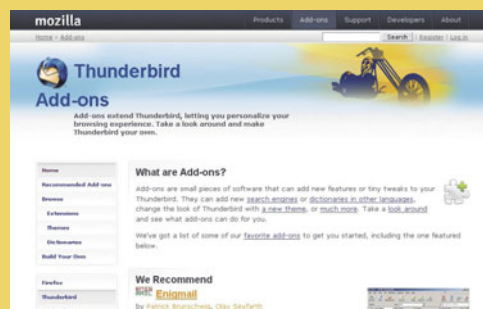 mozilla
Products Add-ons Support Developers About
Home > Add-ons
Search | Register | Log in
Thunderbird
Add-ons
Add-ons extend Thunderbird, letting you personalize your
browsing experience. Take a look around and make
Thunderbird your own.
Home
Recommended Add-ons
Browse
Extensions
Themes
Dictionaries
Build Your Own
Firefox
Thunderbird
What are Add-ons?
Add-ons are small pieces of software that can add new features or tiny tweaks to your
Thunderbird. They can add new search engines or dictionaries in other languages,
change the look of Thunderbird with a new theme, or much more. Take a look around
and see what add-ons can do for you.
We've got a list of some of our favorite add-ons to get you started, including the one featured
below.
We Recommend
Enigmail
by Patrick Brunschwig, Olav Seyfarth